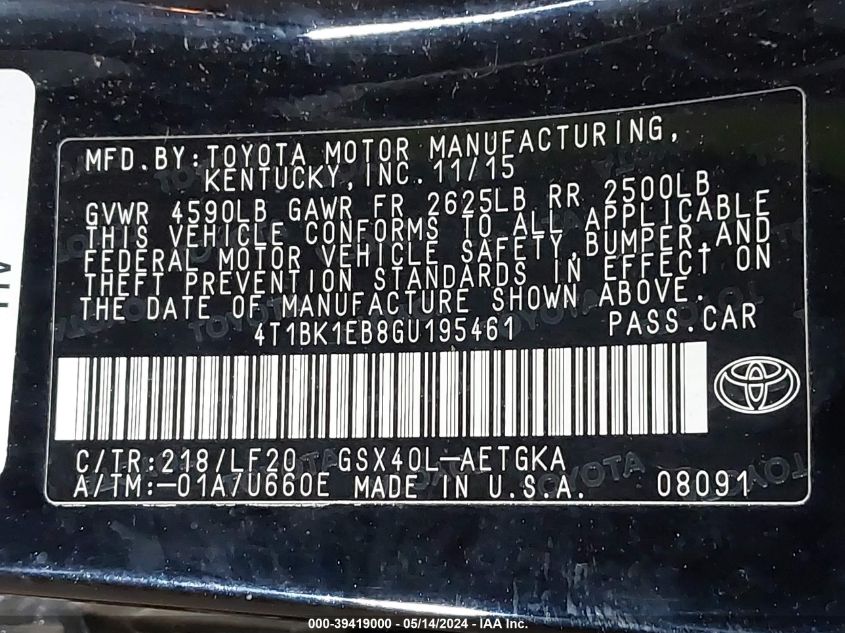 MFD.BY:TOYOTA MOTOR MANUFACTURING,
KENTUCKY,INC. 11/15
GVWR 4590LB GAWR FR 2625LB RR 2500LB
THIS VEHICLE CONFORMS TO ALL APPLICABLE
FEDERAL MOTOR VEHICLE SAFETY,BUMPER,AND
THEFT PREVENTION STANDARDS IN EFFECT ON
THE DATE OF MANUFACTURE SHOWN ABOVE.
4T1BK1EB8GU195461 PASS.CAR
C/TR:218/LF20 GSX40L-AETGKA
A/TM:-01A/U660E MADE IN U.S.A. 08091
000-39419000 - 05/14/2024 - IAA Inc.